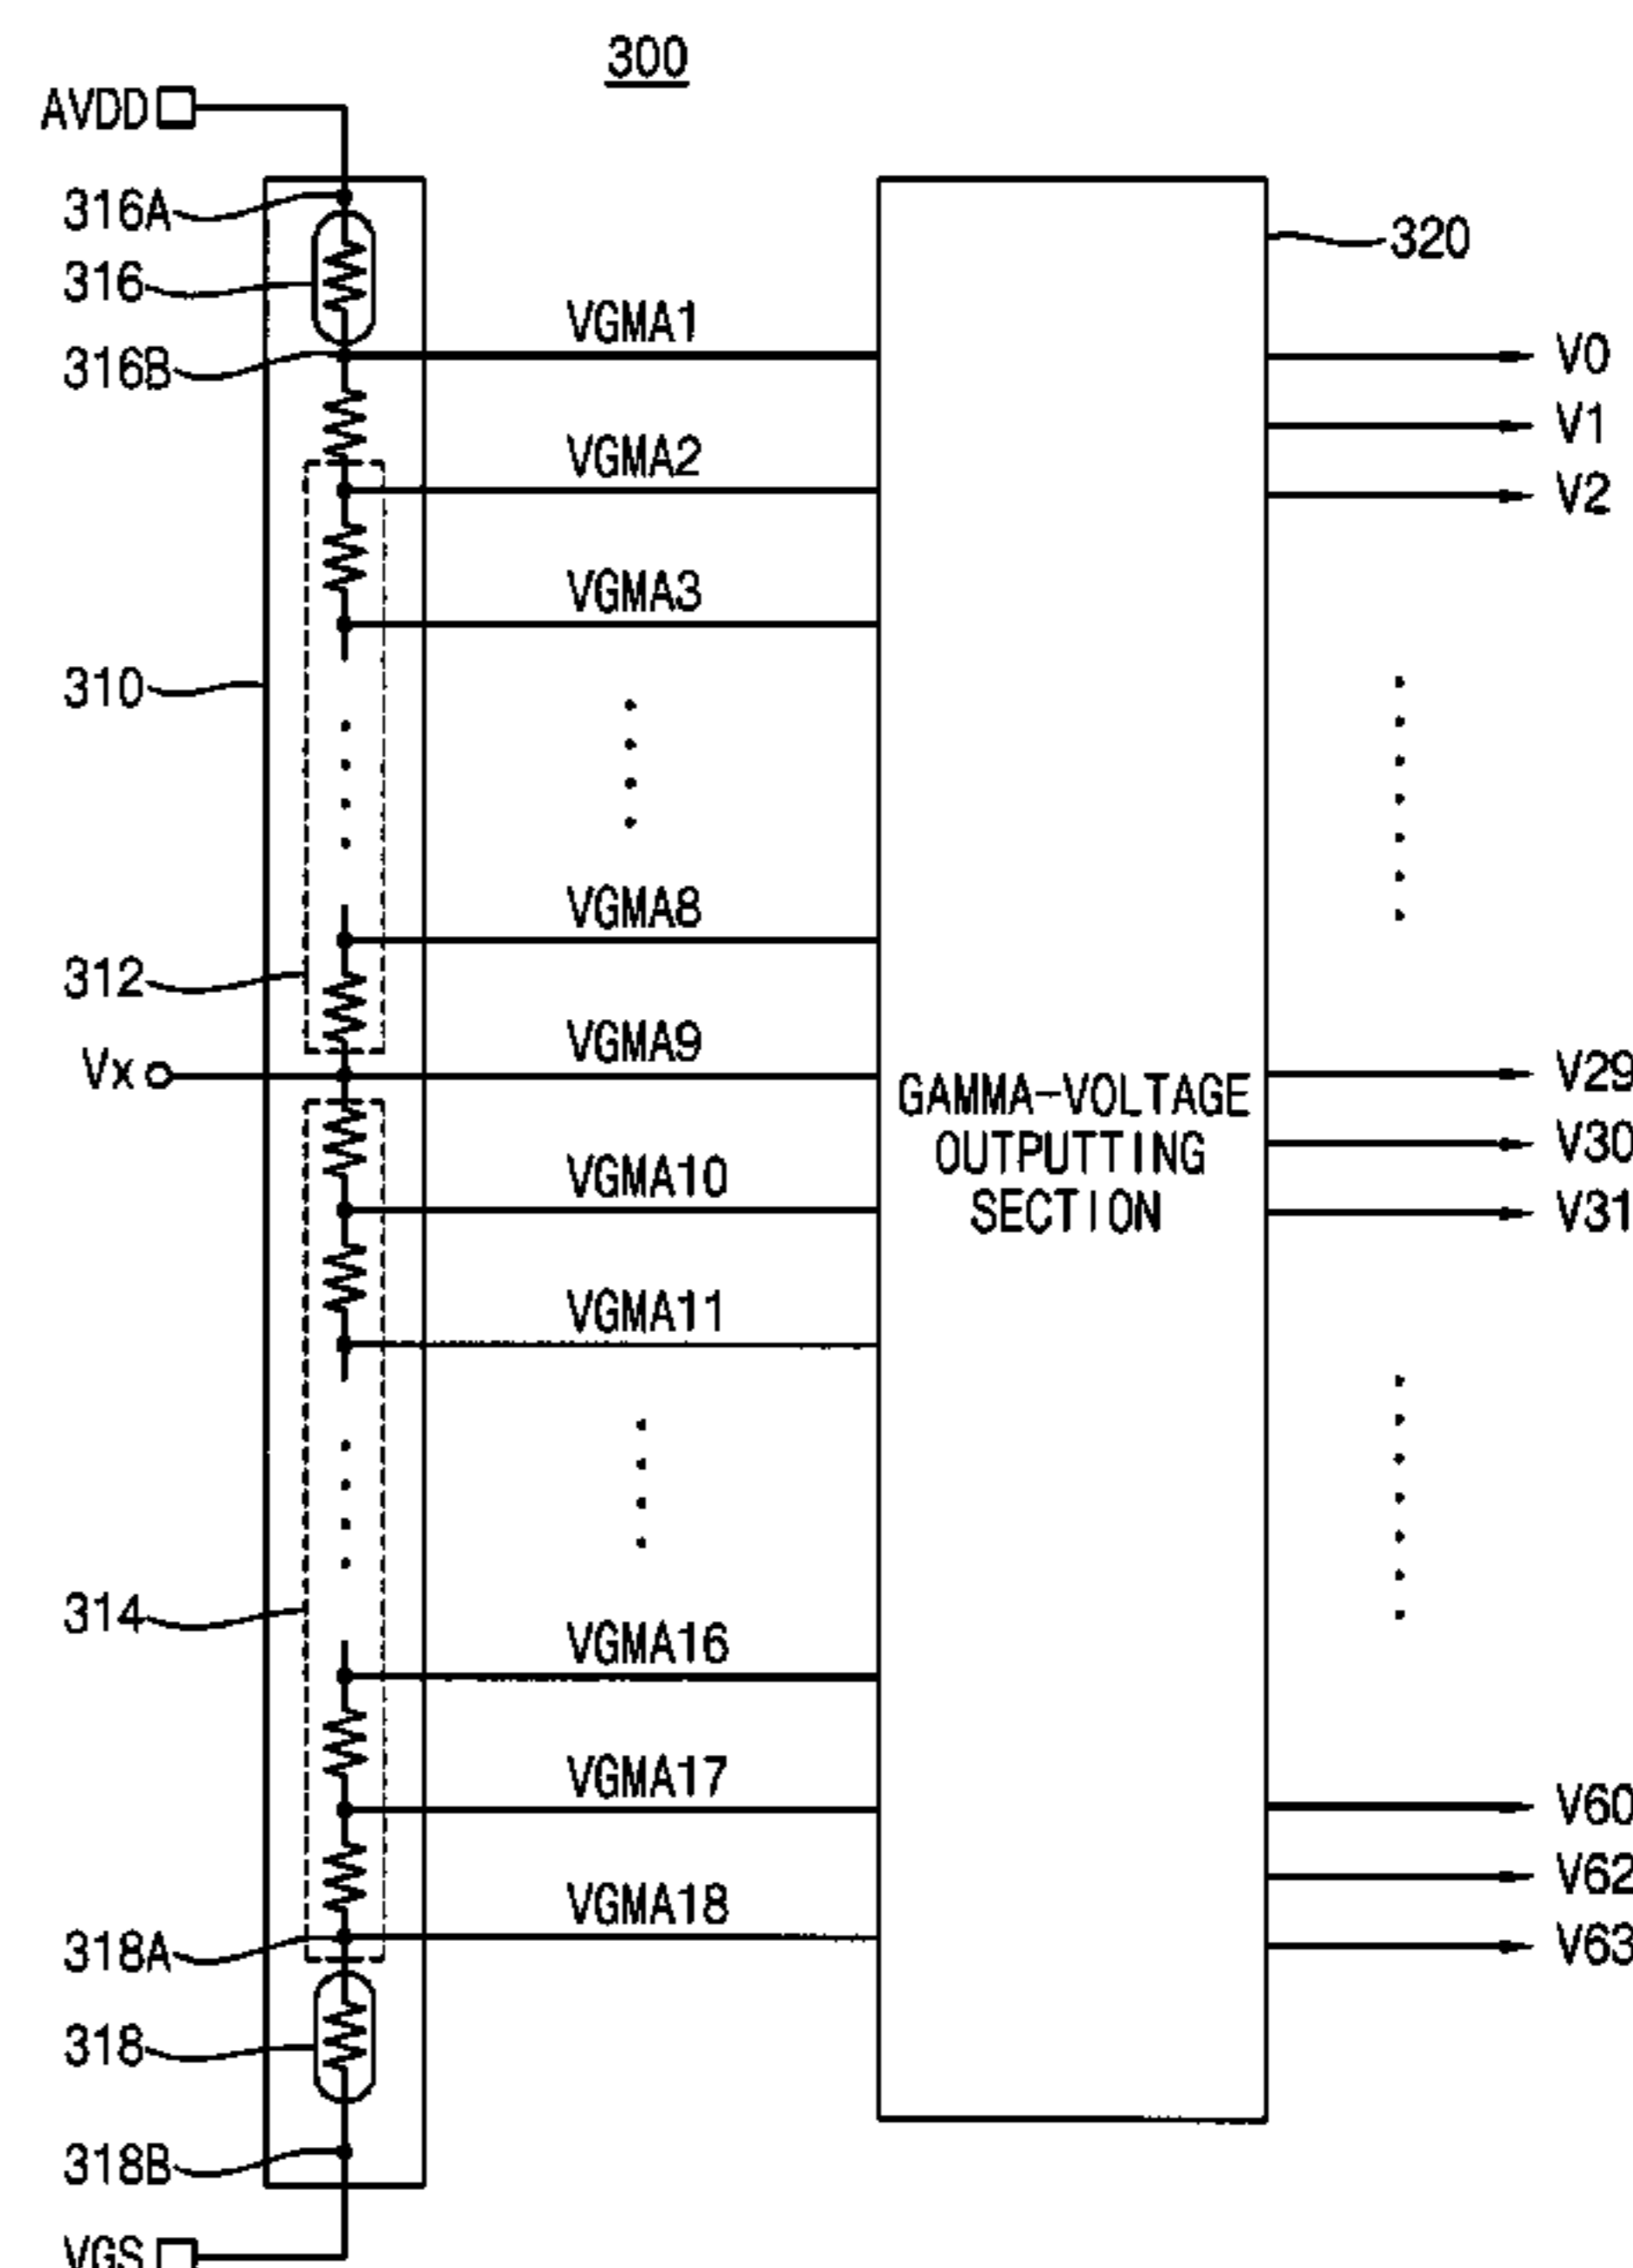 300
AVDD
316A
316
320
VGMA1
316B
V0
V1
VGMA2
V2
VGMA3
310
VGMA8
312
VGMA9
Vx
V29
GAMMA-VOLTAGE
OUTPUTTING
SECTION
V30
VGMA10
V31
VGMA11
314
VGMA16
VGMA17
V60
V62
VGMA18
318A
V63
318
318B
VGS